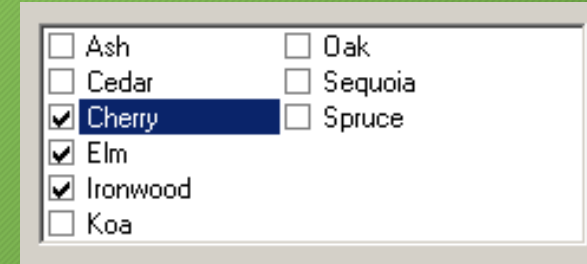 Ash
Cedar
Cherry
Elm
Ironwood
Koa
Oak
Sequoia
Spruce